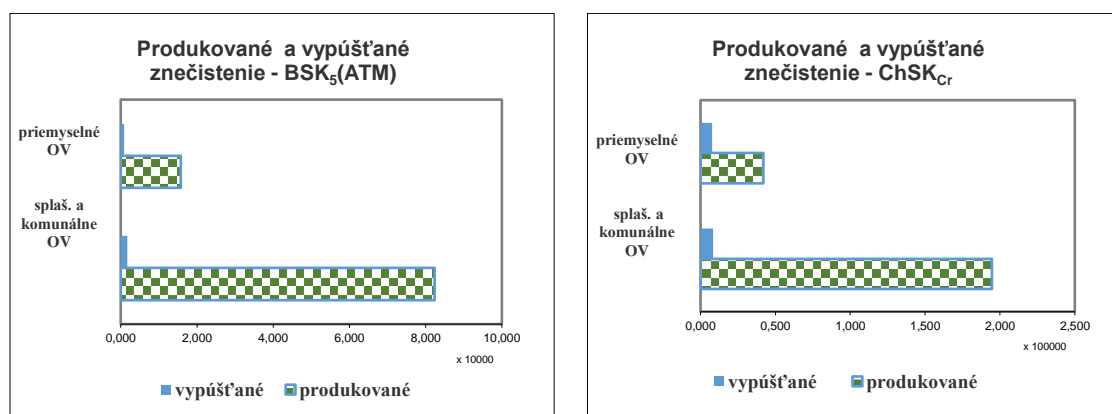 Produkované a vypúšťané
znečistenie - BSK5(ATM)
priemyselné
OV
splaš. a
komunálne
OV
0,000 2,000 4,000 6,000 8,000 10,000
x 10000
vypúšťané produkované
Produkované a vypúšťané
znečistenie - ChSKCr
priemyselné
OV
splaš. a
komunálne
OV
0,000 0,500 1,000 1,500 2,000 2,500
x 100000
vypúšťané produkované